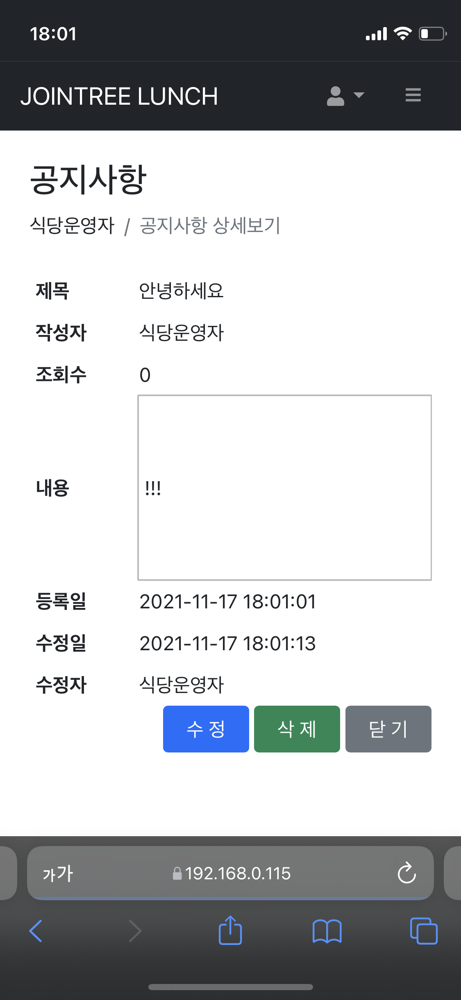 18:01
JOINTREE LUNCH
공지사항
식당운영자 / 공지사항 상세보기
제목 안녕하세요
작성자 식당운영자
조회수 0
내용 !!!
등록일 2021-11-17 18:01:01
수정일 2021-11-17 18:01:13
수정자 식당운영자
수 정 삭 제 닫 기
가가 192.168.0.115